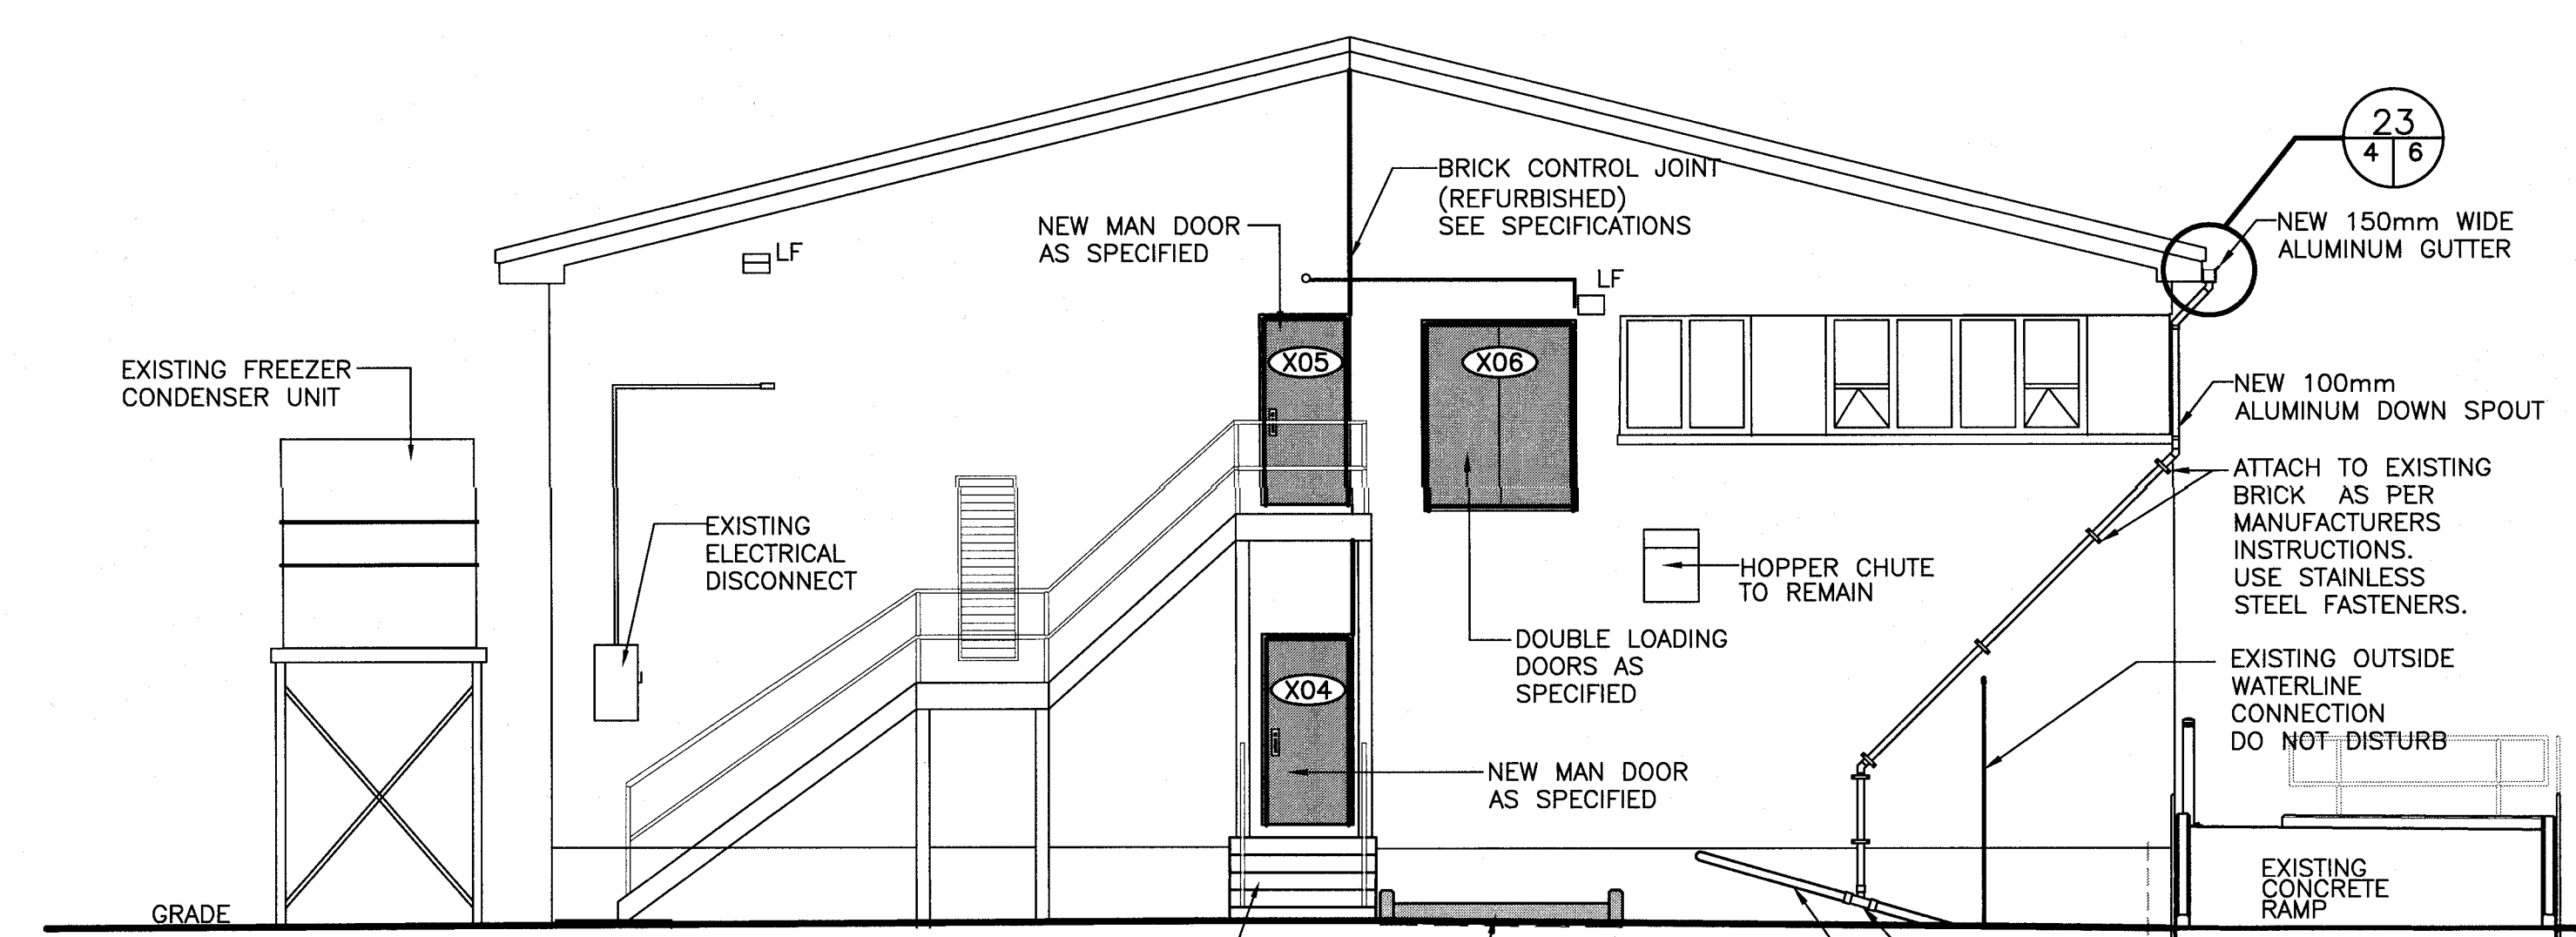 23
4 6
BRICK CONTROL JOINT
(REFURBISHED)
SEE SPECIFICATIONS
NEW MAN DOOR
AS SPECIFIED
NEW 150mm WIDE
ALUMINUM GUTTER
LF
LF
X05
X06
EXISTING FREEZER
CONDENSER UNIT
NEW 100mm
ALUMINUM DOWN SPOUT
ATTACH TO EXISTING
BRICK AS PER
MANUFACTURERS
INSTRUCTIONS.
USE STAINLESS
STEEL FASTENERS.
EXISTING
ELECTRICAL
DISCONNECT
HOPPER CHUTE
TO REMAIN
DOUBLE LOADING
DOORS AS
SPECIFIED
EXISTING OUTSIDE
WATERLINE
CONNECTION
DO NOT DISTURB
X04
NEW MAN DOOR
AS SPECIFIED
EXISTING
CONCRETE
RAMP
GRADE